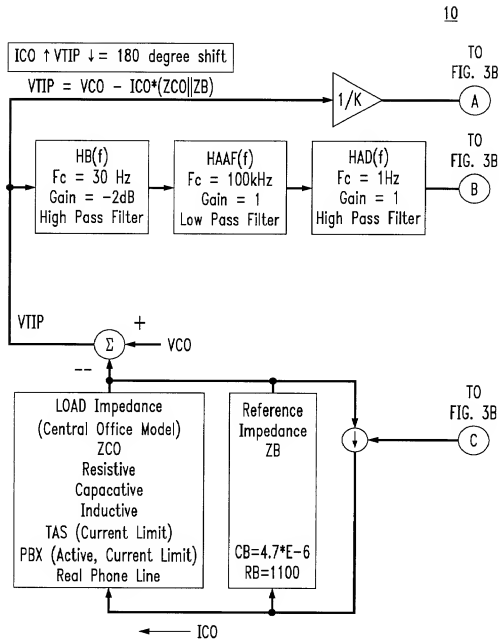 10
ICO ↑ VTIP ↓ = 180 degree shift
VTIP = VCO – ICO*(ZCO||ZB)
1/K
TO
FIG. 3B
A
HB(f)
Fc = 30 Hz
Gain = -2dB
High Pass Filter
HAAF(f)
Fc = 100kHz
Gain = 1
Low Pass Filter
HAD(f)
Fc = 1Hz
Gain = 1
High Pass Filter
TO
FIG. 3B
B
VTIP
Σ
+
VCO
--
LOAD Impedance
(Central Office Model)
ZCO
Resistive
Capacative
Inductive
TAS (Current Limit)
PBX (Active, Current Limit)
Real Phone Line
Reference
Impedance
ZB
CB=4.7*E-6
RB=1100
↓
TO
FIG. 3B
C
← ICO